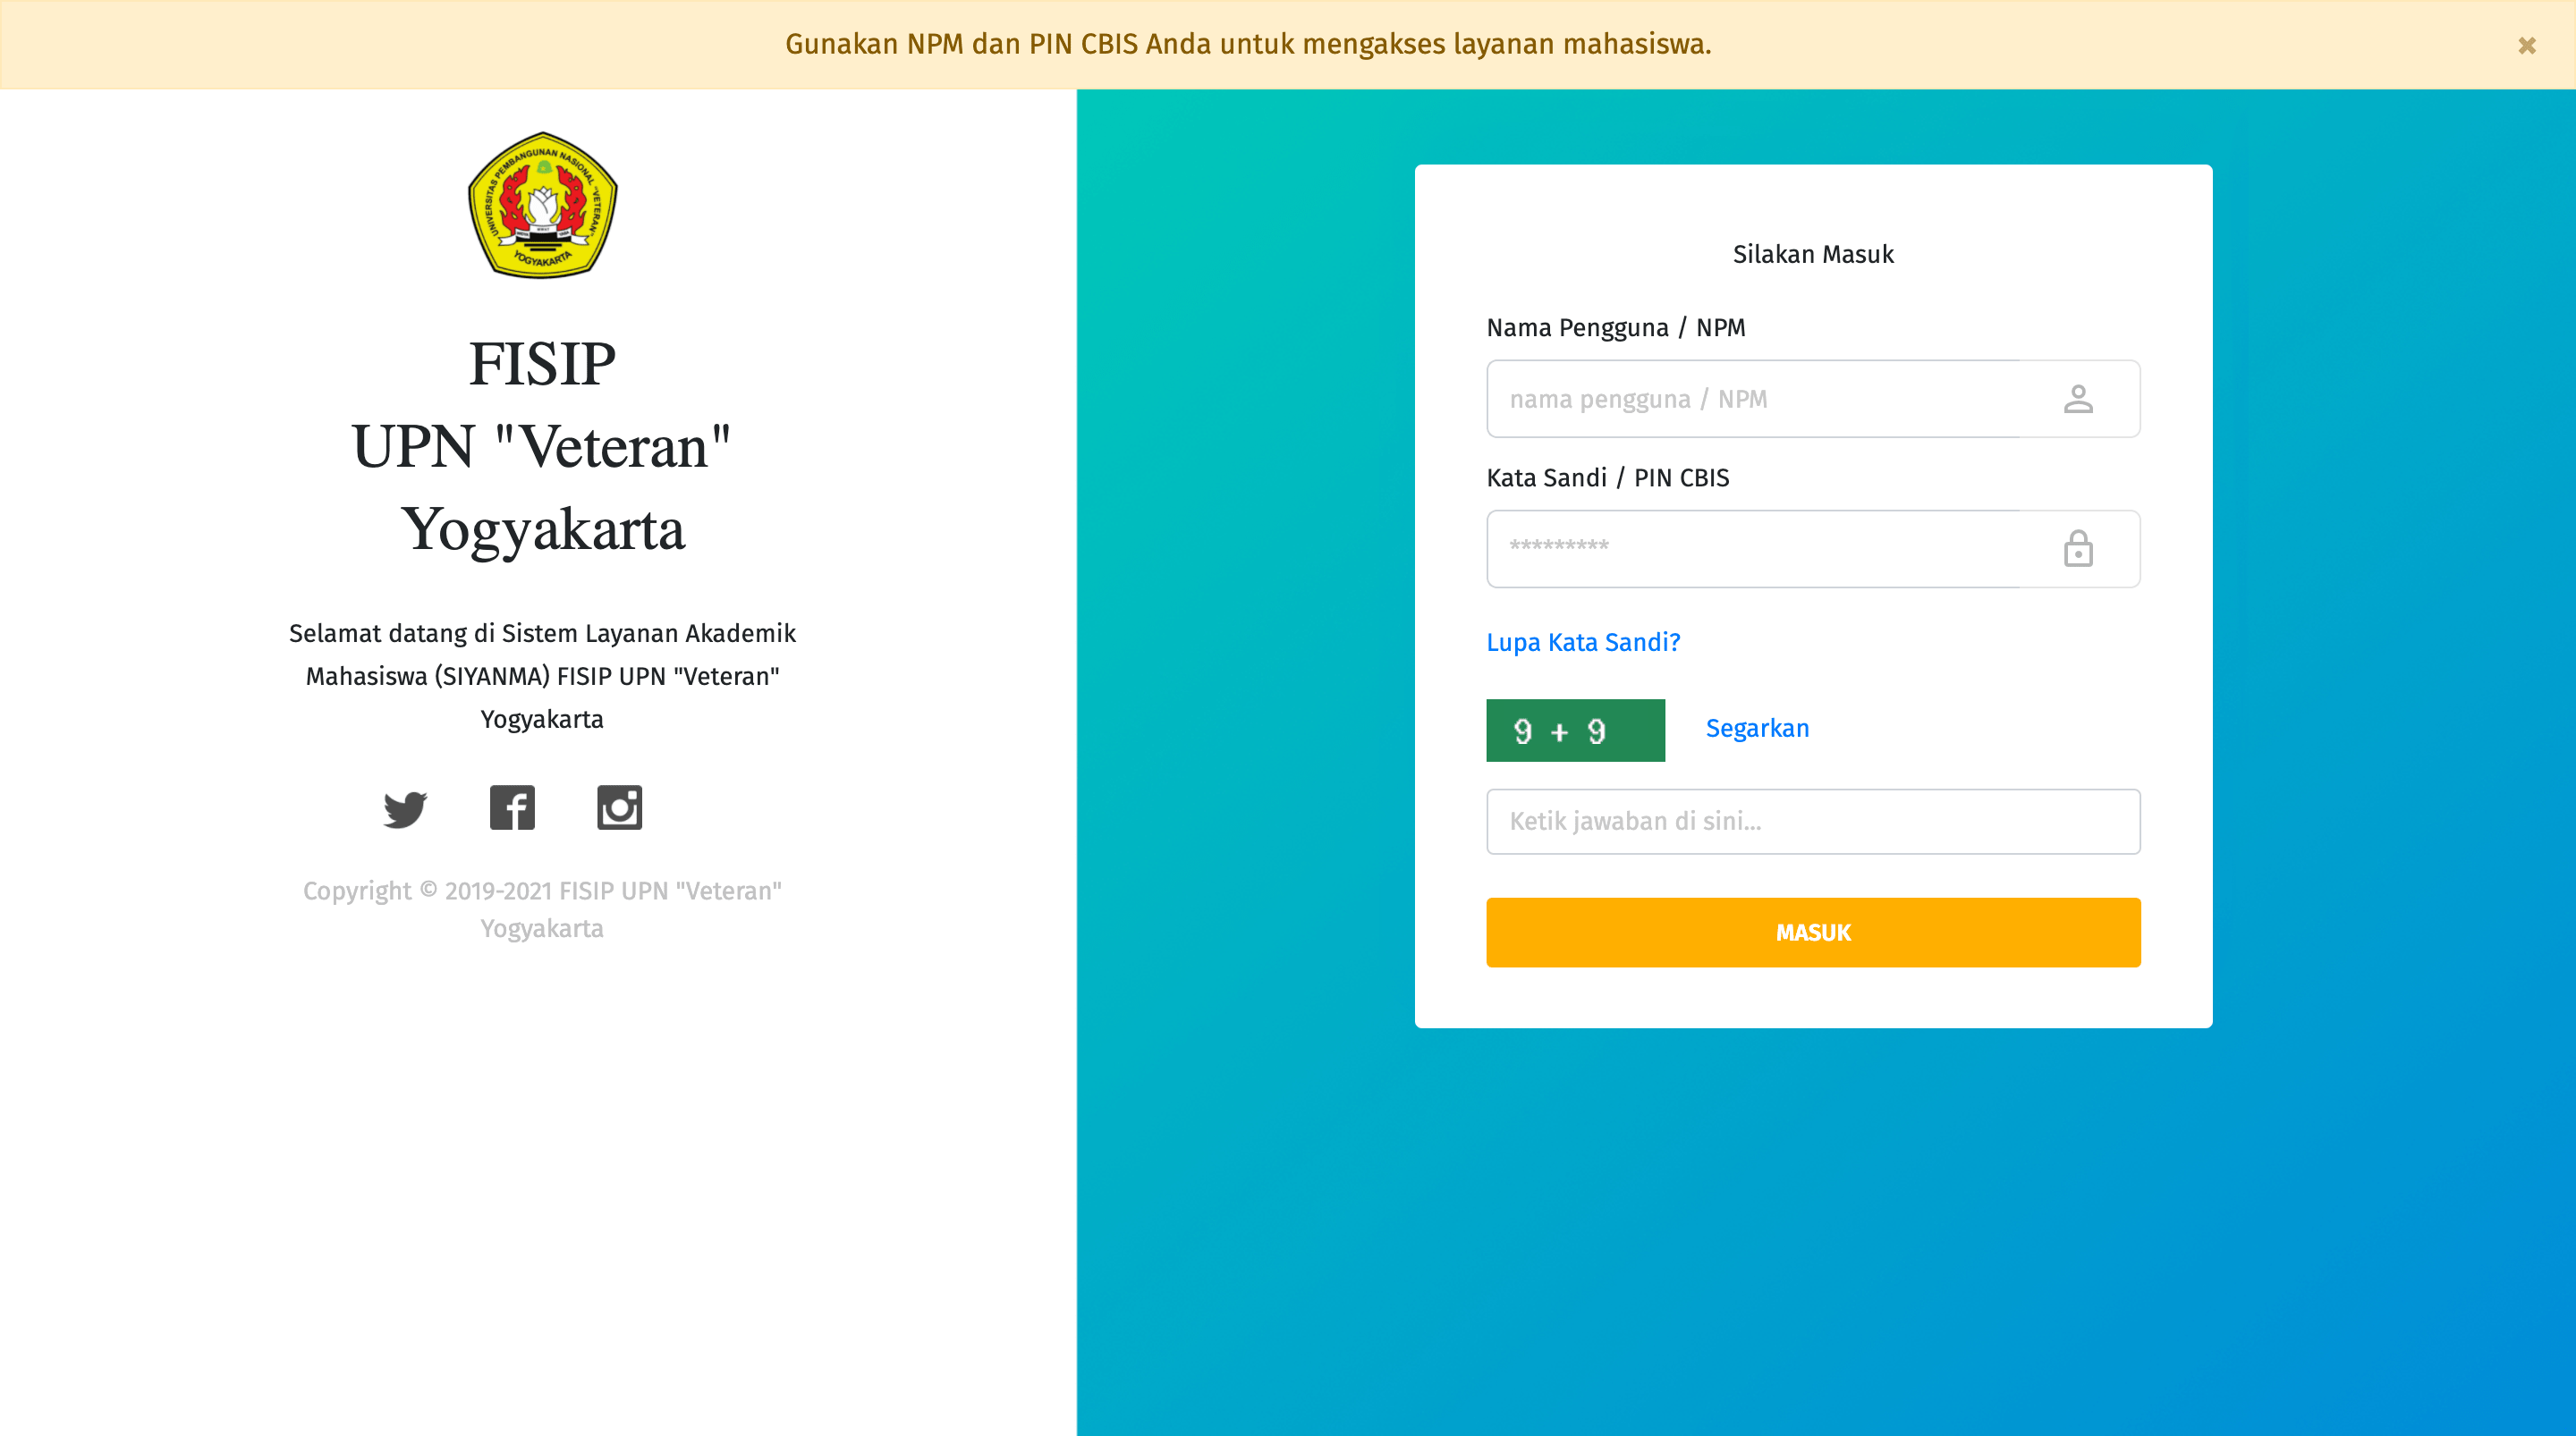 Gunakan NPM dan PIN CBIS Anda untuk mengakses layanan mahasiswa.
UNIVERSITAS PEMBANGUNAN NASIONAL "VETERAN"
YOGYAKARTA
FISIP
UPN "Veteran"
Yogyakarta
Selamat datang di Sistem Layanan Akademik
Mahasiswa (SIYANMA) FISIP UPN "Veteran"
Yogyakarta
Copyright © 2019-2021 FISIP UPN "Veteran"
Yogyakarta
Silakan Masuk
Nama Pengguna / NPM
nama pengguna / NPM
Kata Sandi / PIN CBIS
*********
Lupa Kata Sandi?
9 + 9
Segarkan
Ketik jawaban di sini...
MASUK